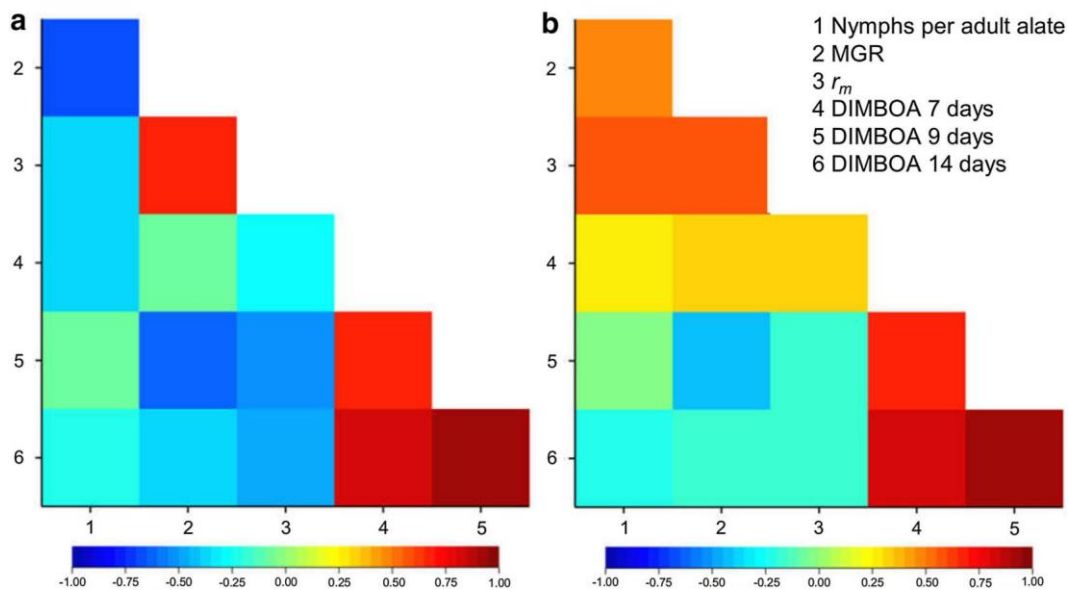 a
b
1 Nymphs per adult alate
2 MGR
3 rm
4 DIMBOA 7 days
5 DIMBOA 9 days
6 DIMBOA 14 days
2
3
4
5
6
1 2 3 4 5
-1.00 -0.75 -0.50 -0.25 0.00 0.25 0.50 0.75 1.00
2
3
4
5
6
1 2 3 4 5
-1.00 -0.75 -0.50 -0.25 0.00 0.25 0.50 0.75 1.00